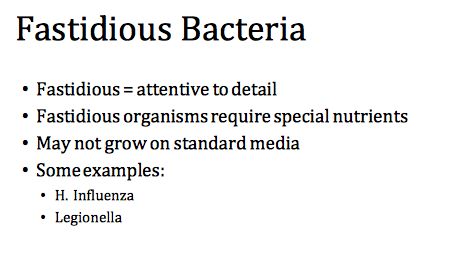 Fastidious Bacteria
• Fastidious = attentive to detail
• Fastidious organisms require special nutrients
• May not grow on standard media
• Some examples:
• H. Influenza
• Legionella